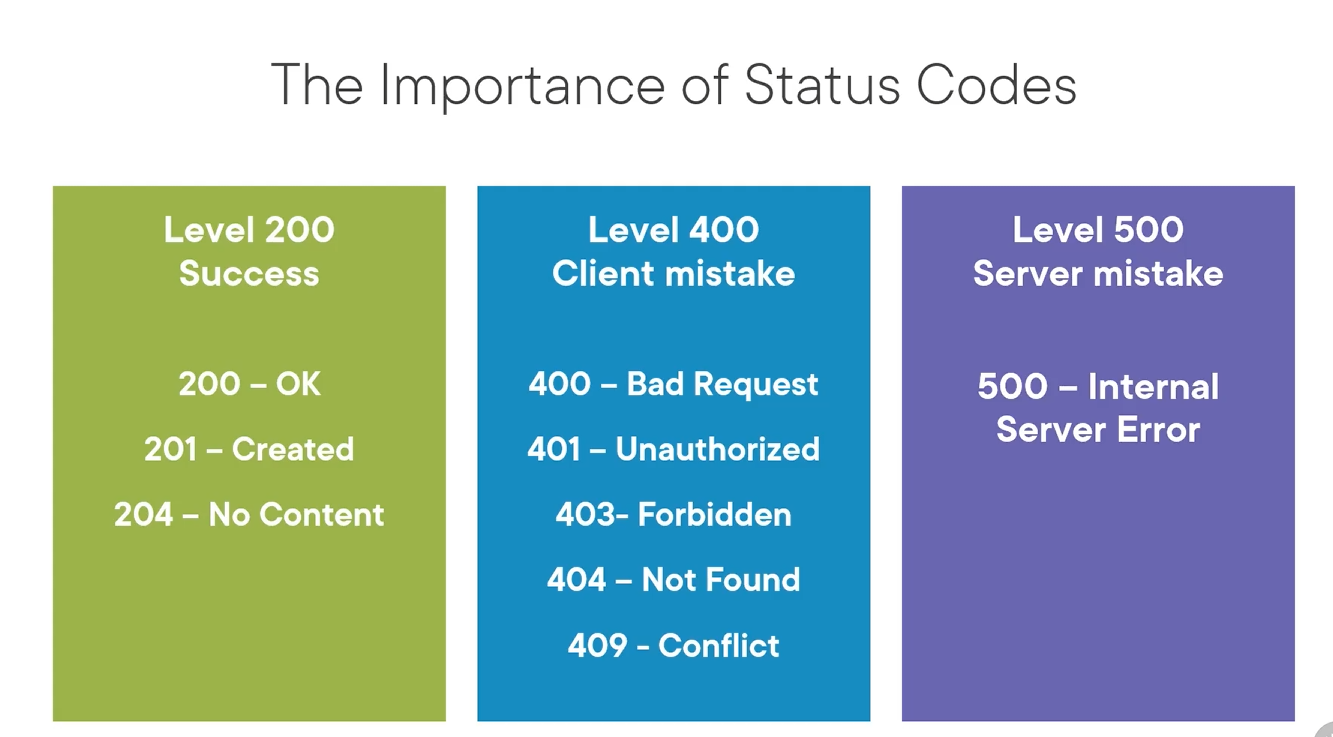 The Importance of Status Codes
Level 200
Success
200 – OK
201 – Created
204 – No Content
Level 400
Client mistake
400 – Bad Request
401 – Unauthorized
403- Forbidden
404 – Not Found
409 - Conflict
Level 500
Server mistake
500 – Internal
Server Error